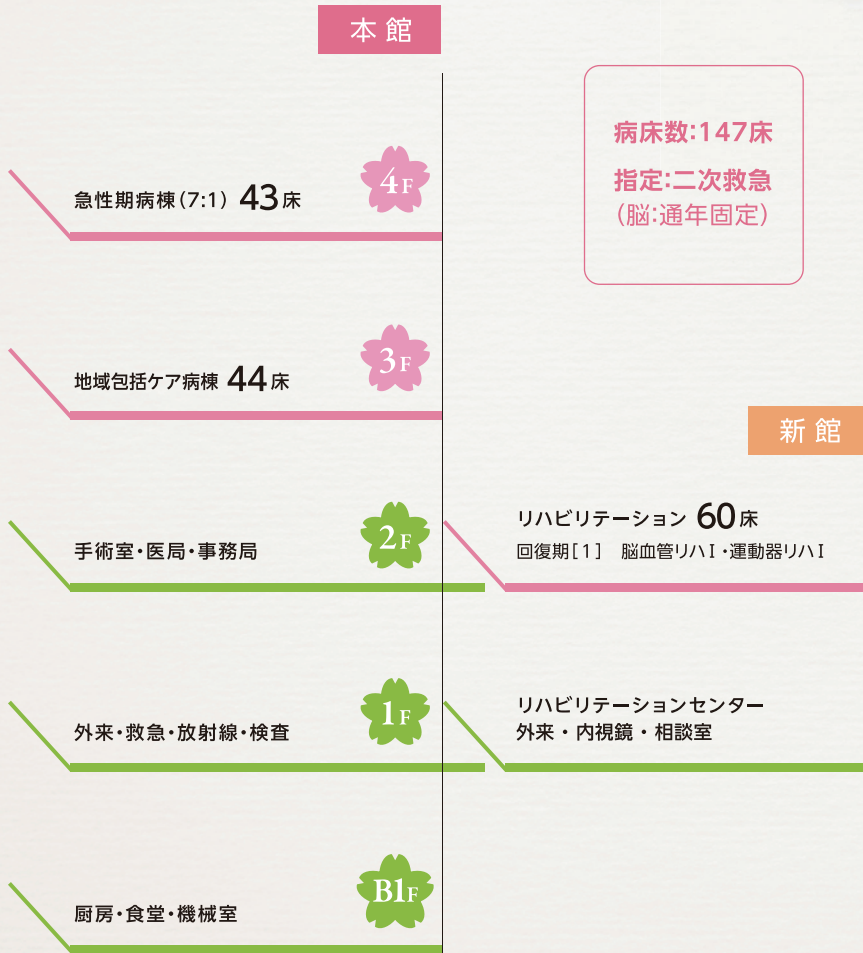 本館
病床数:147床
指定:二次救急
(脳:通年固定)
急性期病棟(7:1) 43床
4F
地域包括ケア病棟 44床
3F
新館
手術室・医局・事務局
2F
リハビリテーション 60床
回復期[1] 脳血管リハⅠ・運動器リハⅠ
外来・救急・放射線・検査
1F
リハビリテーションセンター
外来・内視鏡・相談室
厨房・食堂・機械室
B1F